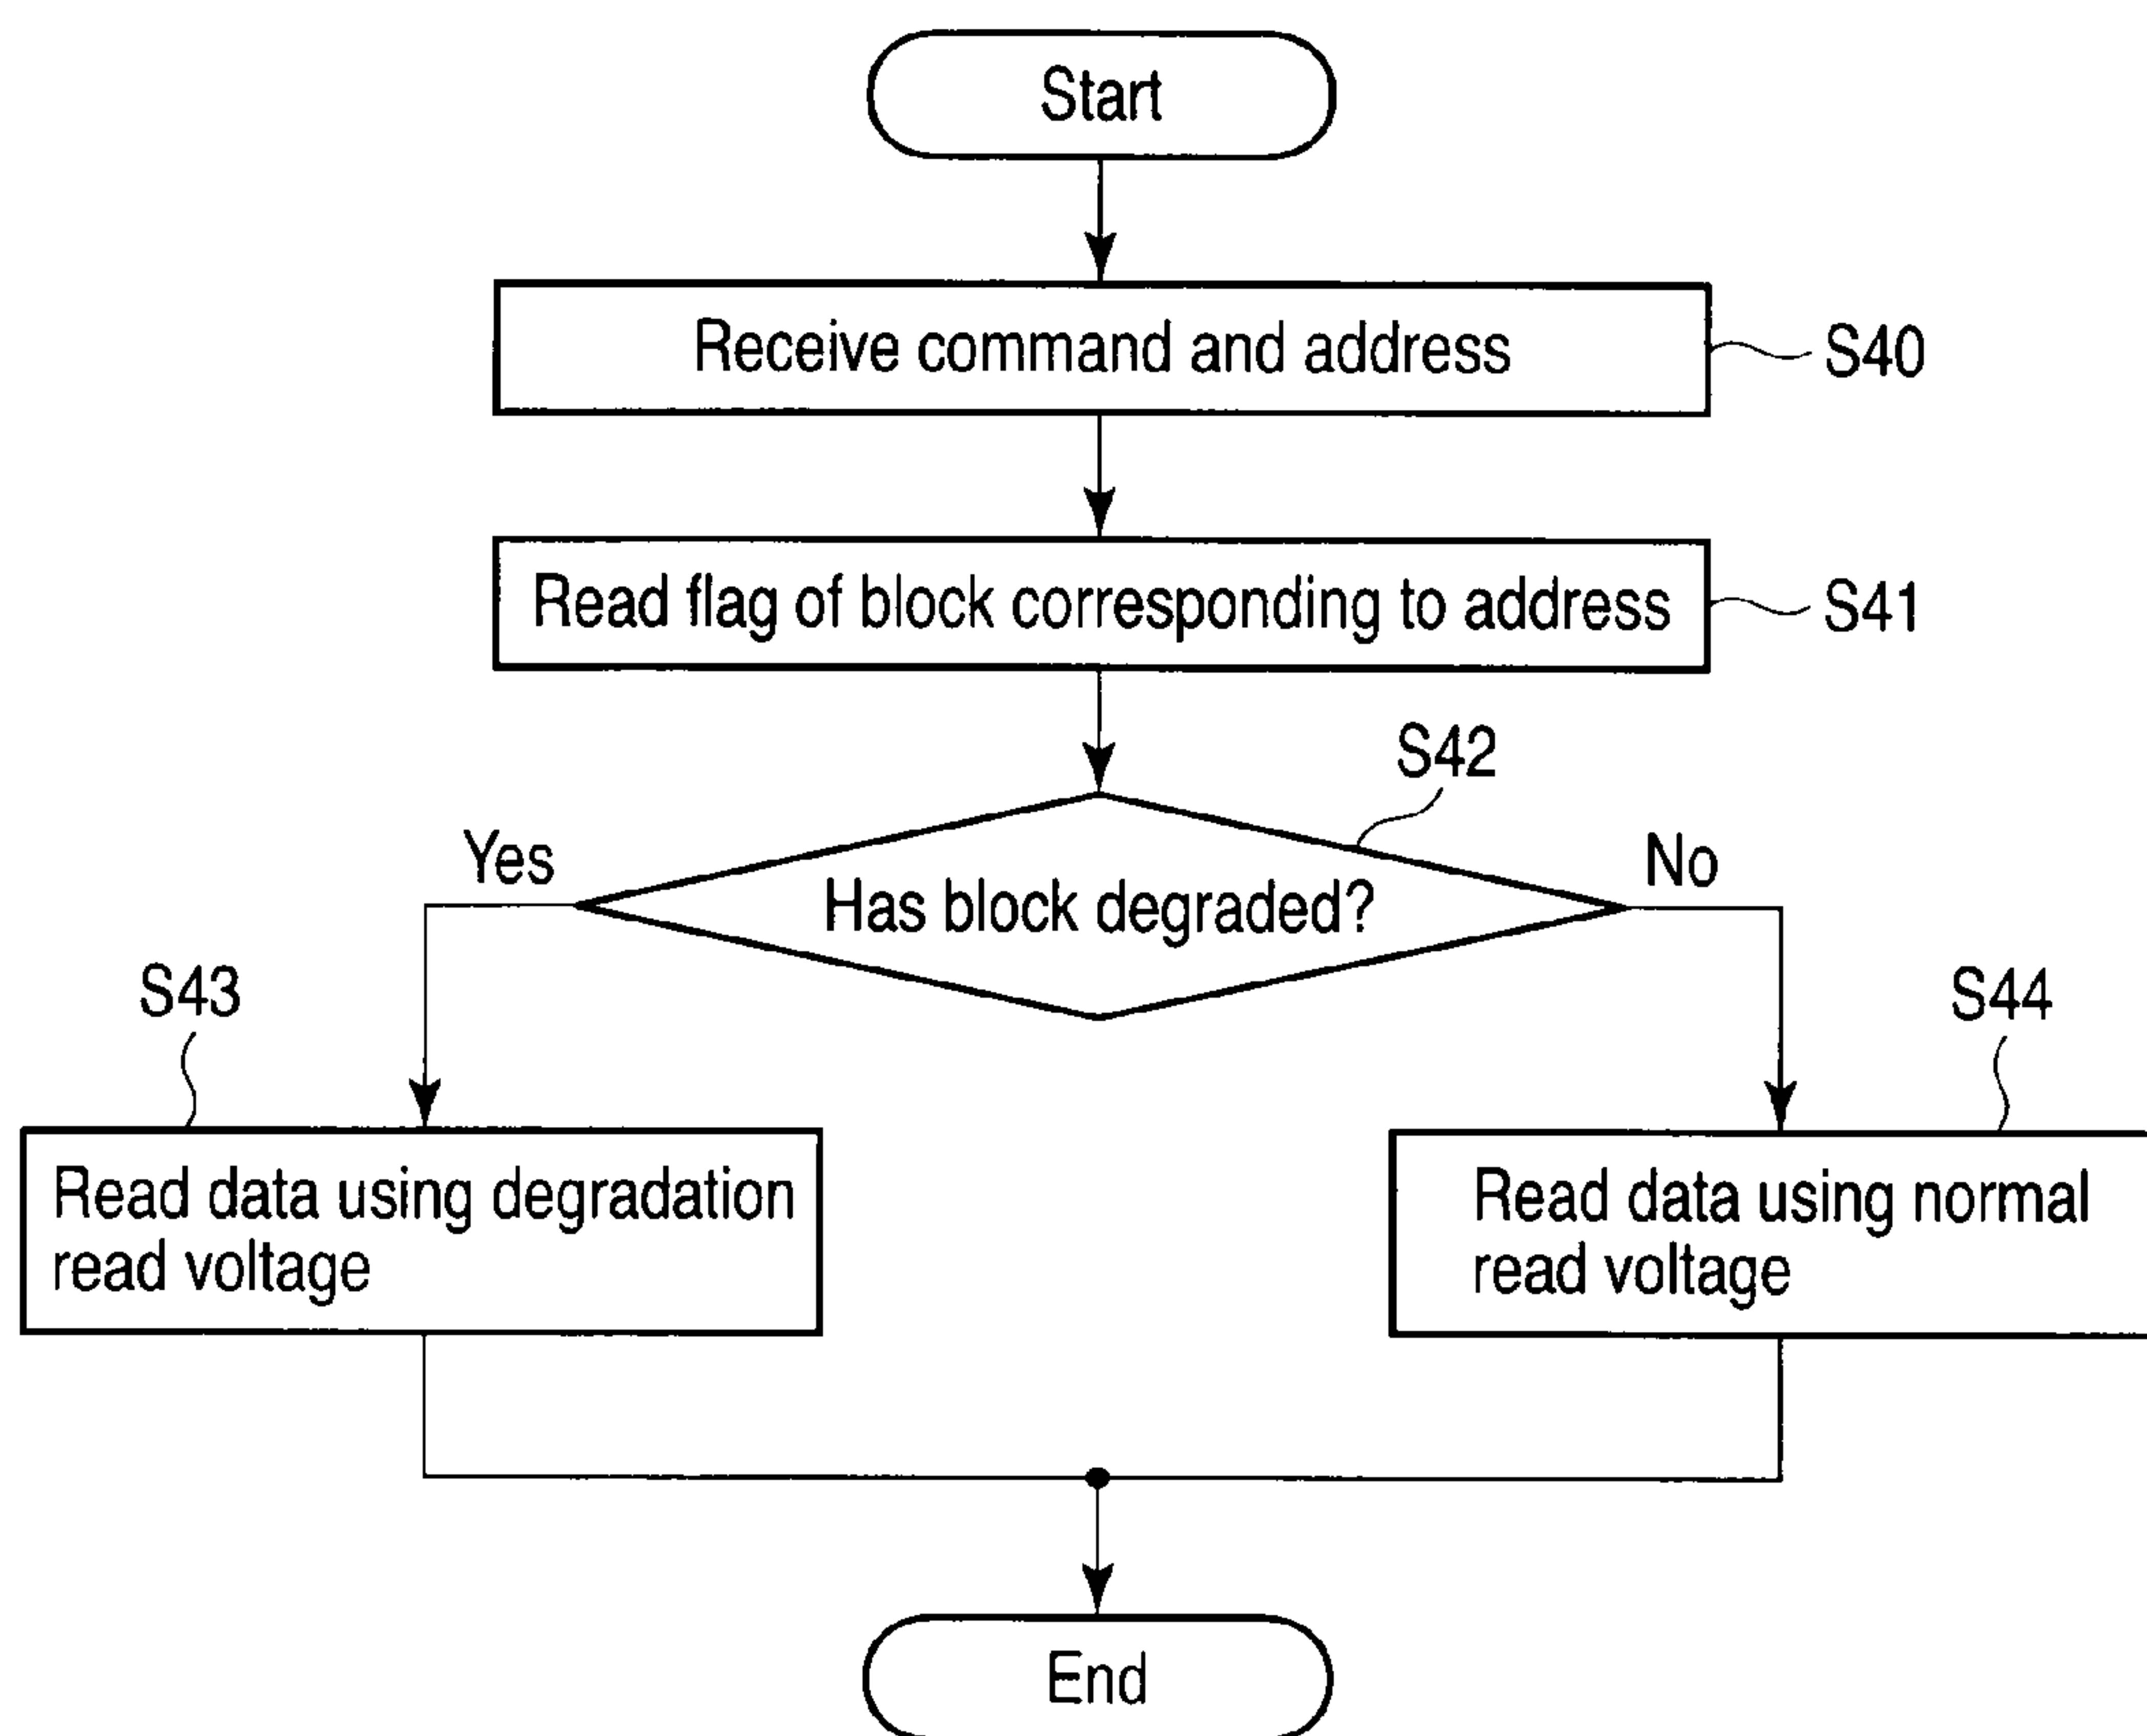 Start
Receive command and address
S40
Read flag of block corresponding to address
S41
S42
Yes
No
Has block degraded?
S43
S44
Read data using degradation
read voltage
Read data using normal
read voltage
End